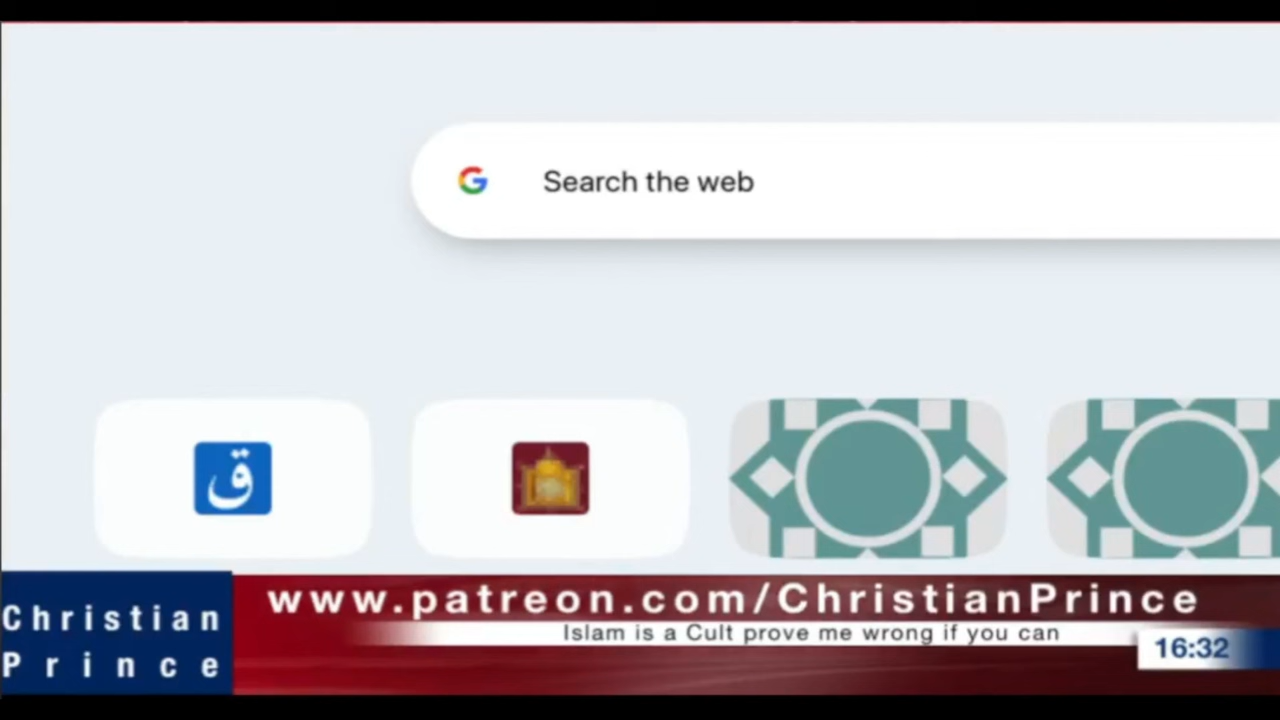 Search the web
ق
www.patreon.com/ChristianPrince
Christian
Prince
Islam is a Cult prove me wrong if you can
16:32